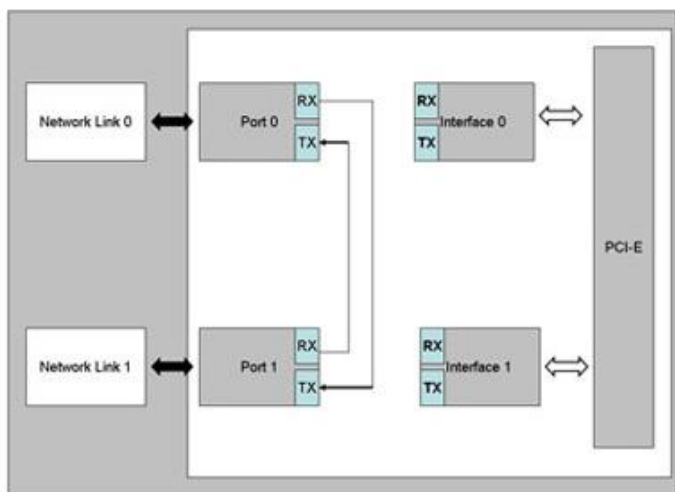 Network Link 0
Port 0
RX
TX
RX
TX
Interface 0
PCI-E
Network Link 1
Port 1
RX
TX
RX
TX
Interface 1